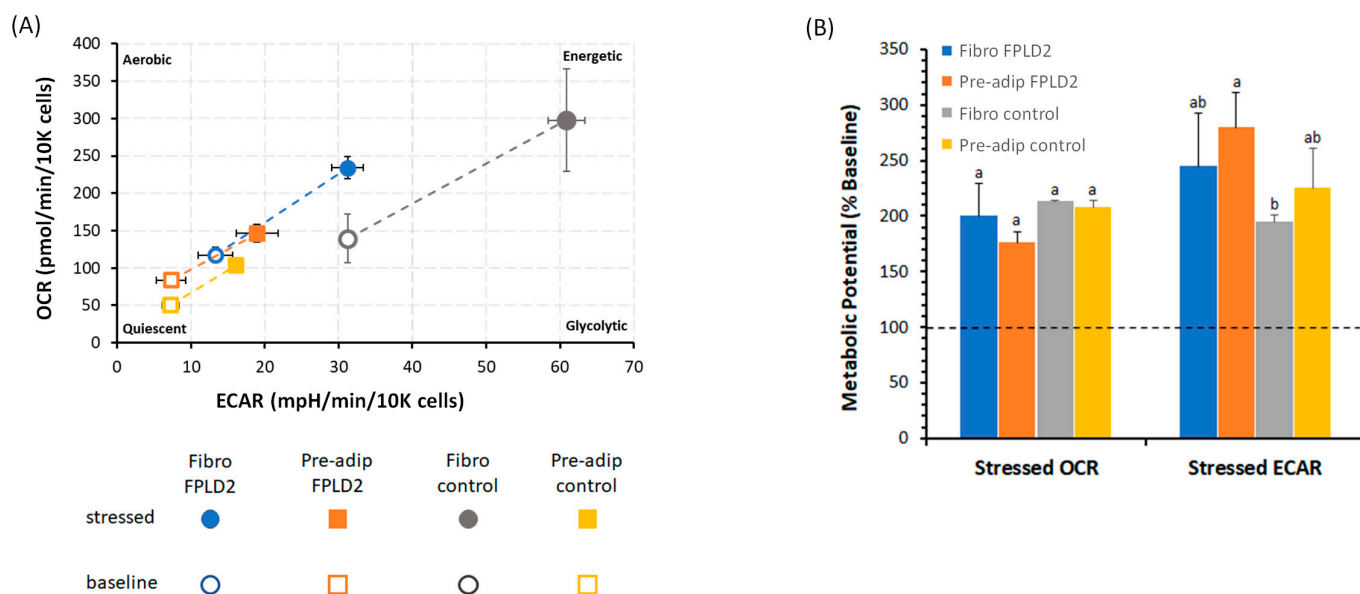 (A)
400
350
300
250
200
150
100
50
0
OCR (pmol/min/10K cells)
Aerobic
Energetic
Quiescent
Glycolytic
0 10 20 30 40 50 60 70
ECAR (mpH/min/10K cells)
Fibro FPLD2
Pre-adip FPLD2
Fibro control
Pre-adip control
stressed
baseline
(B)
350
300
250
200
150
100
50
0
Metabolic Potential (% Baseline)
Fibro FPLD2
Pre-adip FPLD2
Fibro control
Pre-adip control
a
a
a
a
ab
a
b
ab
Stressed OCR
Stressed ECAR